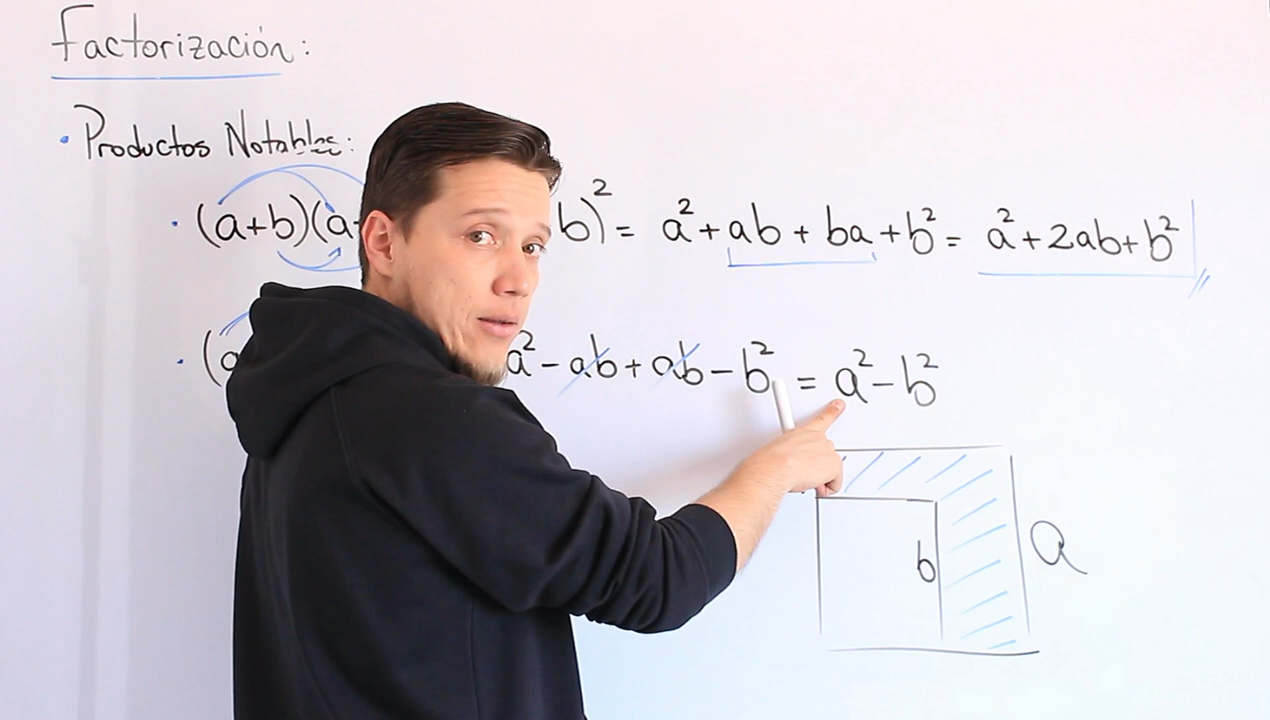 Factorización:
• Productos Notables:
• (a+b)(a+ b)² = a² + ab + ba + b² = a² + 2ab + b²
• (a a² - ab + ab - b² = a² - b²
b
a